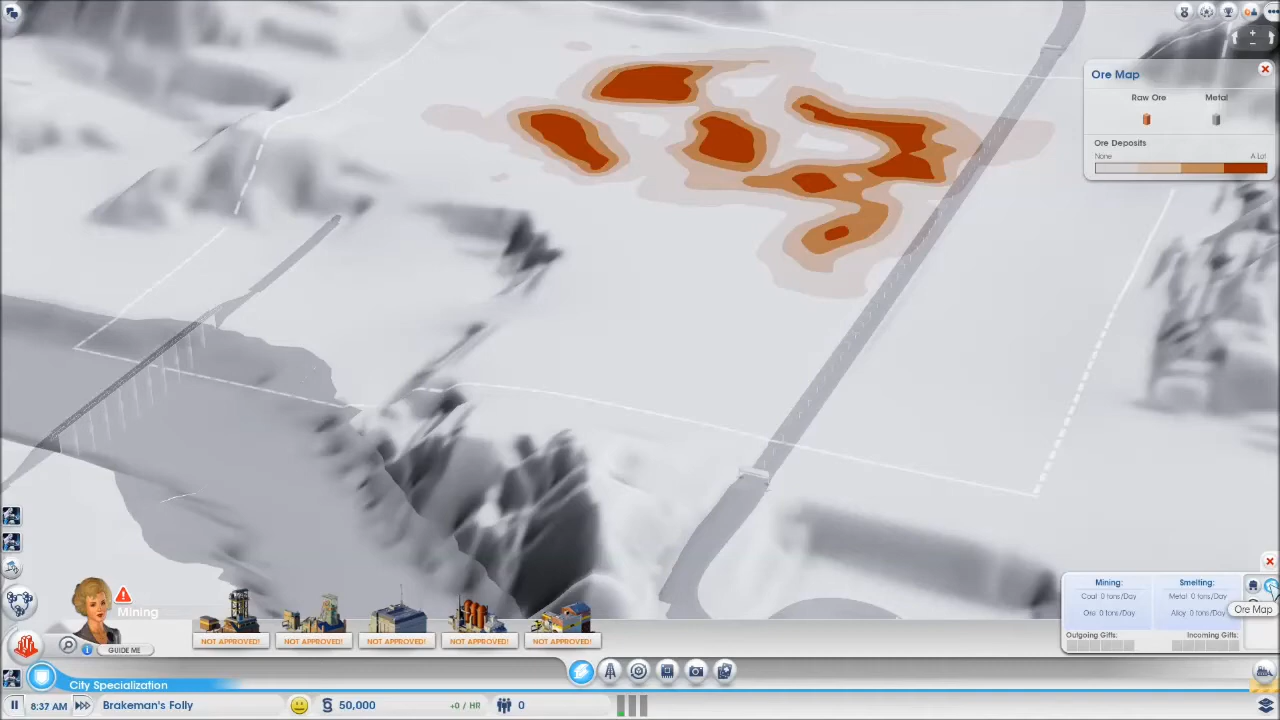 Ore Map
Raw Ore Metal
Ore Deposits
None A Lot
Mining: Smelting:
Coal 0 tons/Day Metal 0 tons/Day
Ore 0 tons/Day Alloy 0 tons/Day
Ore Map
Outgoing Gifts: Incoming Gifts:
Mining
NOT APPROVED! NOT APPROVED! NOT APPROVED! NOT APPROVED! NOT APPROVED!
GUIDE ME
City Specialization
8:37 AM Brakeman's Folly 50,000 +0 / HR 0